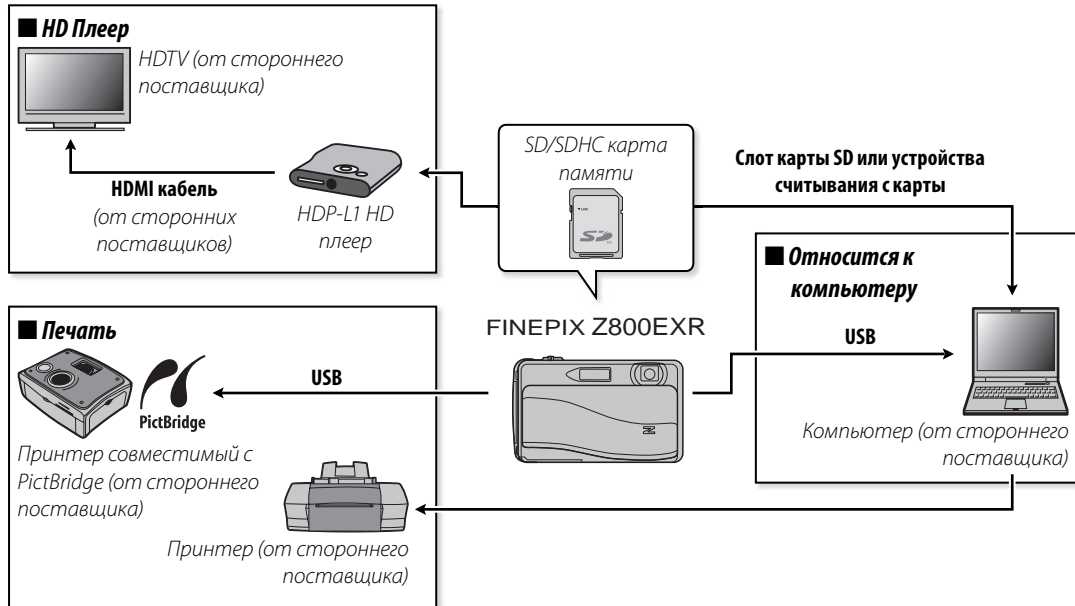 ■ HD Плеер
HDTV (от стороннего
поставщика)
HDMI кабель
(от сторонних
поставщиков)
HDP-L1 HD
плеер
SD/SDHC карта
памяти
Слот карты SD или устройства
считывания с карты
■ Относится к
компьютеру
USB
Компьютер (от стороннего
поставщика)
FINEPIX Z800EXR
■ Печать
USB
PictBridge
Принтер совместимый с
PictBridge (от стороннего
поставщика)
Принтер (от стороннего
поставщика)